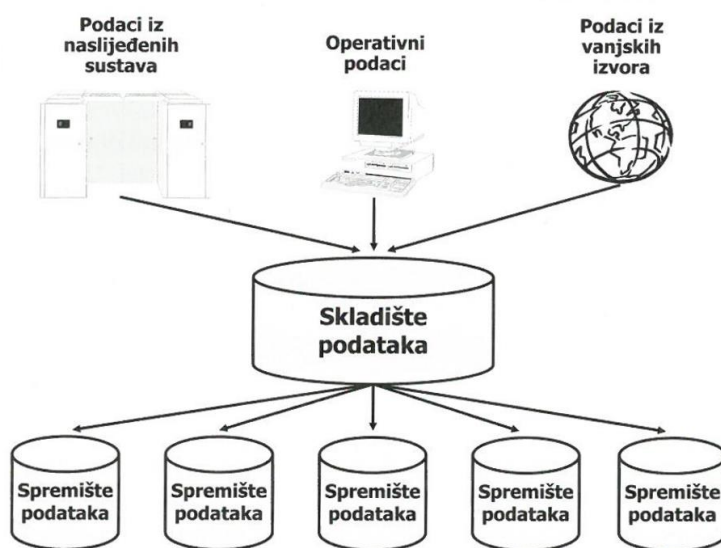 Podaci iz
naslijeđenih
sustava
Operativni
podaci
Podaci iz
vanjskih
izvora
Skladište
podataka
Spremište
podataka
Spremište
podataka
Spremište
podataka
Spremište
podataka
Spremište
podataka